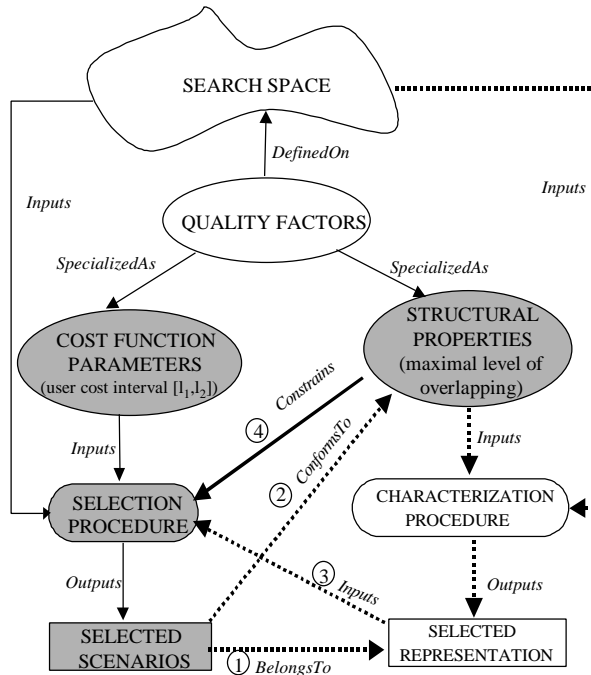 SEARCH SPACE
DefinedOn
Inputs
Inputs
QUALITY FACTORS
SpecializedAs
SpecializedAs
COST FUNCTION
PARAMETERS
(user cost interval [l₁,l₂])
STRUCTURAL
PROPERTIES
(maximal level of
overlapping)
④ Constrains
Inputs
② ConformsTo
Inputs
SELECTION
PROCEDURE
CHARACTERIZATION
PROCEDURE
Outputs
③ Inputs
Outputs
SELECTED
SCENARIOS
① BelongsTo
SELECTED
REPRESENTATION